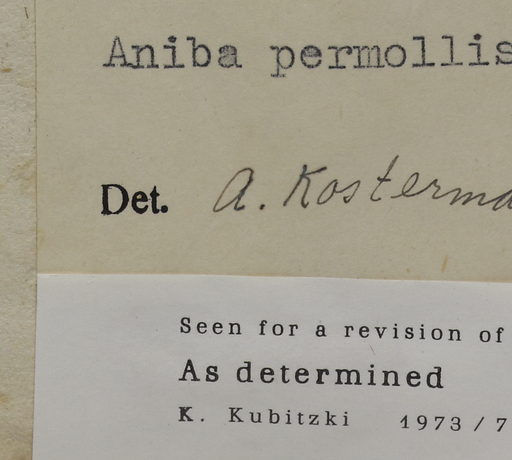 Aniba permollis
Det. A. Kosterma
Seen for a revision of
As determined
K. Kubitzki 1973/7